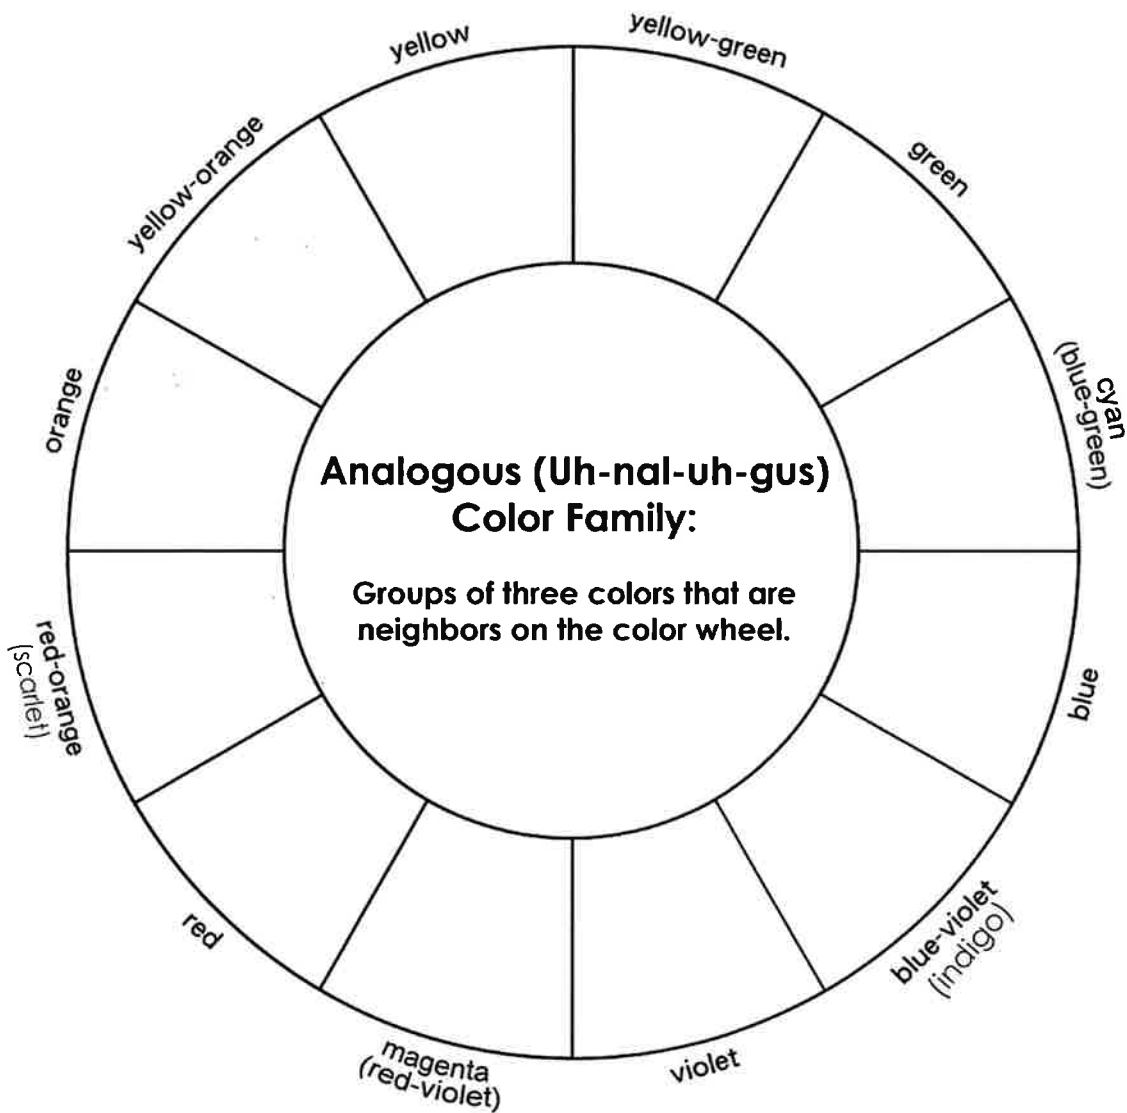 yellow
yellow-green
green
cyan
(blue-green)
blue
blue-violet
(indigo)
violet
magenta
(red-violet)
red
red-orange
(scarlet)
orange
yellow-orange
Analogous (Uh-nal-uh-gus)
Color Family:
Groups of three colors that are
neighbors on the color wheel.